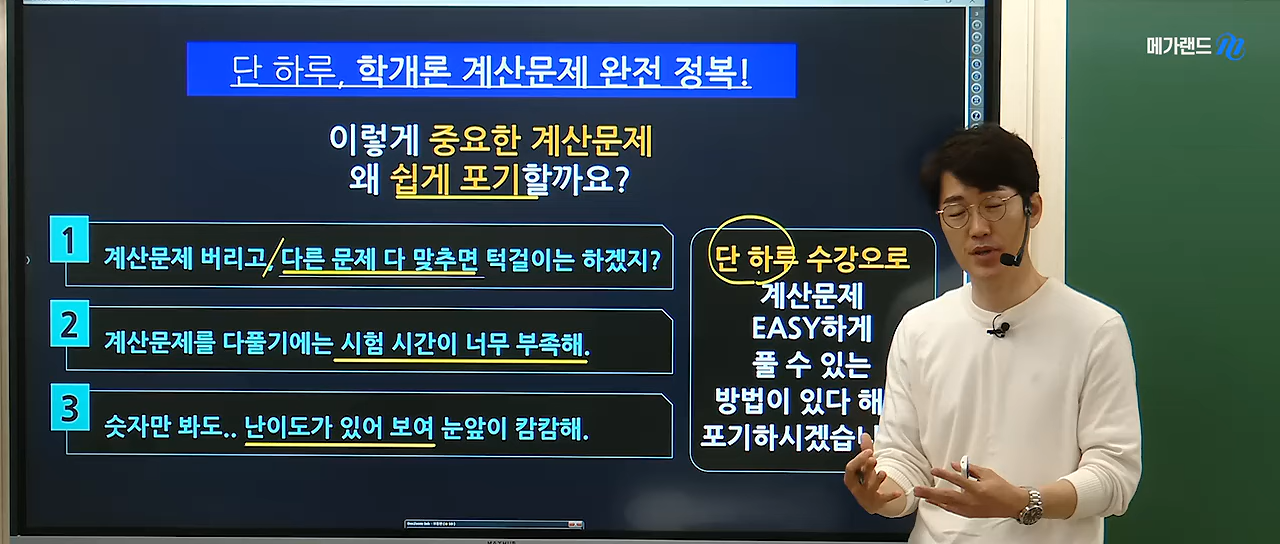 메가랜드
단 하루, 학개론 계산문제 완전 정복!
이렇게 중요한 계산문제
왜 쉽게 포기할까요?
1
계산문제 버리고, 다른 문제 다 맞추면 턱걸이는 하겠지?
2
계산문제를 다풀기에는 시험 시간이 너무 부족해.
3
숫자만 봐도.. 난이도가 있어 보여 눈앞이 캄캄해.
단 하루 수강으로
계산문제
EASY하게
풀 수 있는
방법이 있다 해
포기하시겠습